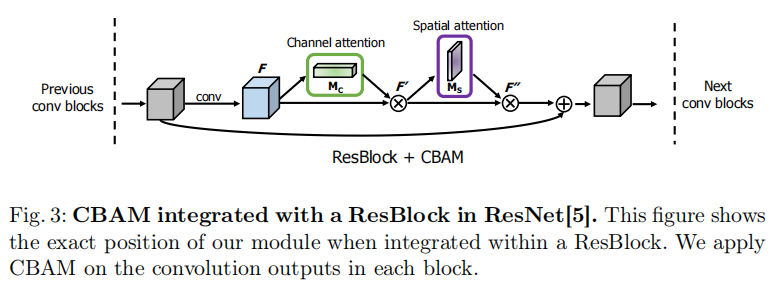 Channel attention
Spatial attention
Previous
conv blocks
conv
F
Mc
F′
Ms
F″
Next
conv blocks
ResBlock + CBAM
Fig. 3: CBAM integrated with a ResBlock in ResNet[5]. This figure shows
the exact position of our module when integrated within a ResBlock. We apply
CBAM on the convolution outputs in each block.